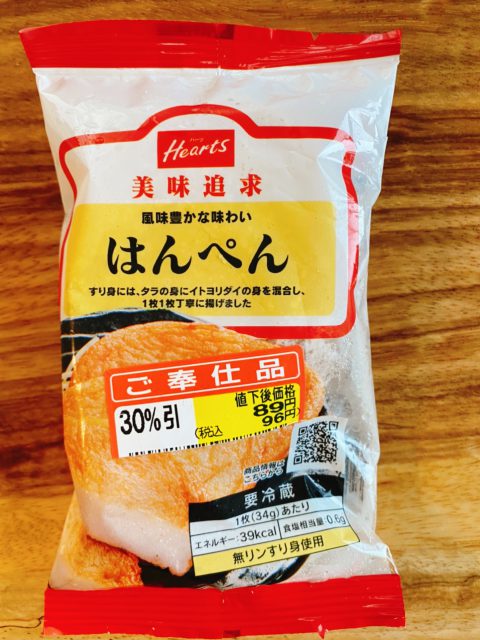 ハーツ
Hearts
美味追求
風味豊かな味わい
はんぺん
すり身には、タラの身にイトヨリダイの身を混合し、
1枚1枚丁寧に揚げました
ご奉仕品
30%引
値下後価格
89円
(税込 96円)
商品情報は
こちらから
要冷蔵
1枚(34g)あたり
エネルギー:39kcal 食塩相当量:0.6g
無リンすり身使用